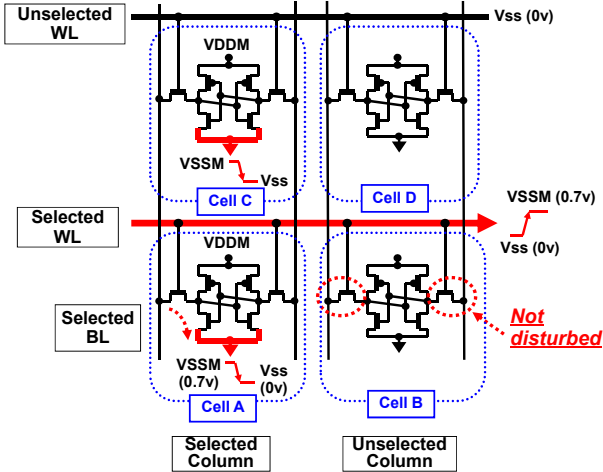 Unselected
WL
Vss (0v)
VDDM
VSSM
Vss
Cell C
Cell D
VSSM (0.7v)
Vss (0v)
Selected
WL
VDDM
Selected
BL
Not
disturbed
VSSM
(0.7v)
Vss
(0v)
Cell A
Cell B
Selected
Column
Unselected
Column